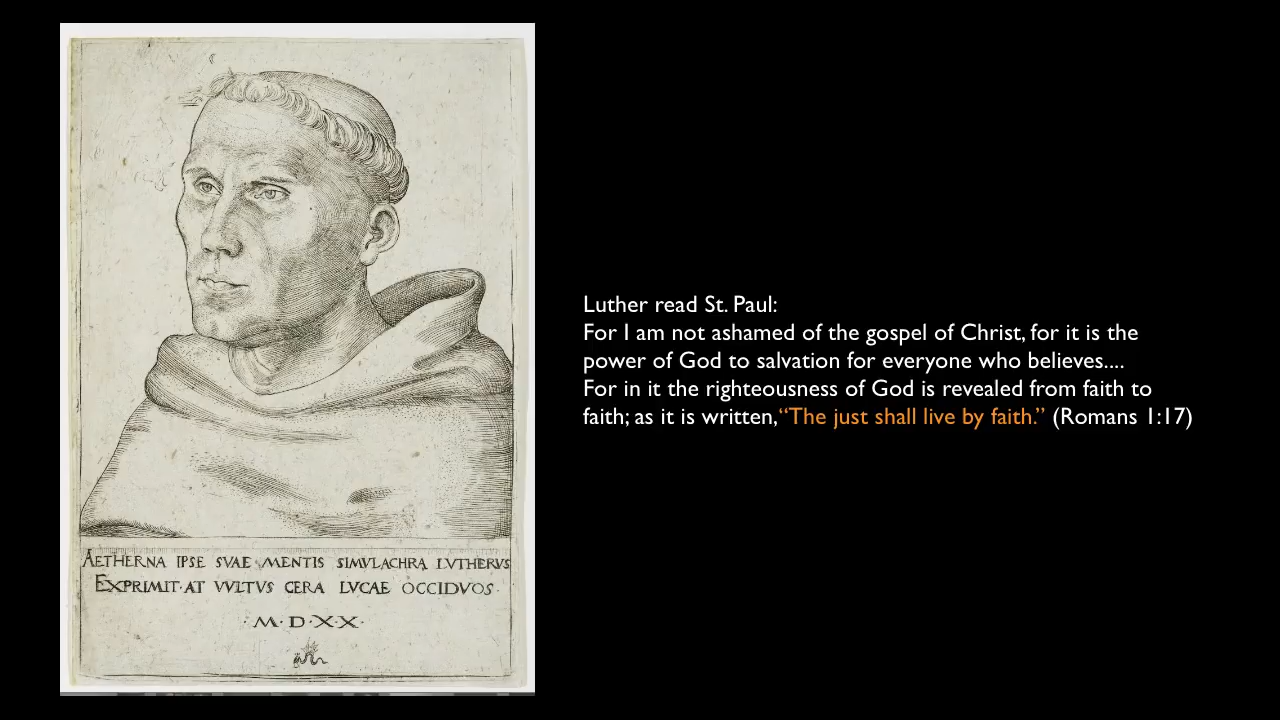 AETHERNA IPSE SVAE MENTIS SIMVLACHRA LVTHERVS
EXPRIMIT·AT VVLTVS CERA LVCAE OCCIDVOS·
·M·D·X·X·
Luther read St. Paul:
For I am not ashamed of the gospel of Christ, for it is the
power of God to salvation for everyone who believes....
For in it the righteousness of God is revealed from faith to
faith; as it is written,“The just shall live by faith.” (Romans 1:17)